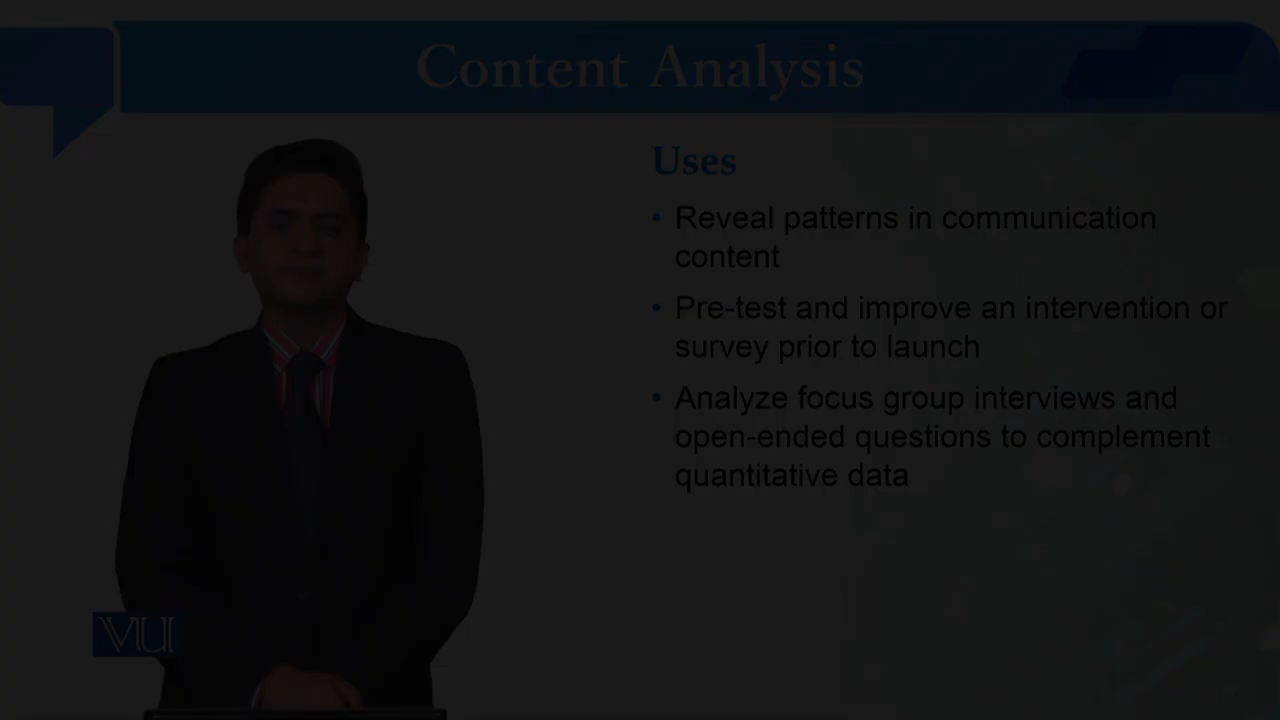 Content Analysis
Uses
• Reveal patterns in communication
content
• Pre-test and improve an intervention or
survey prior to launch
• Analyze focus group interviews and
open-ended questions to complement
quantitative data
VU